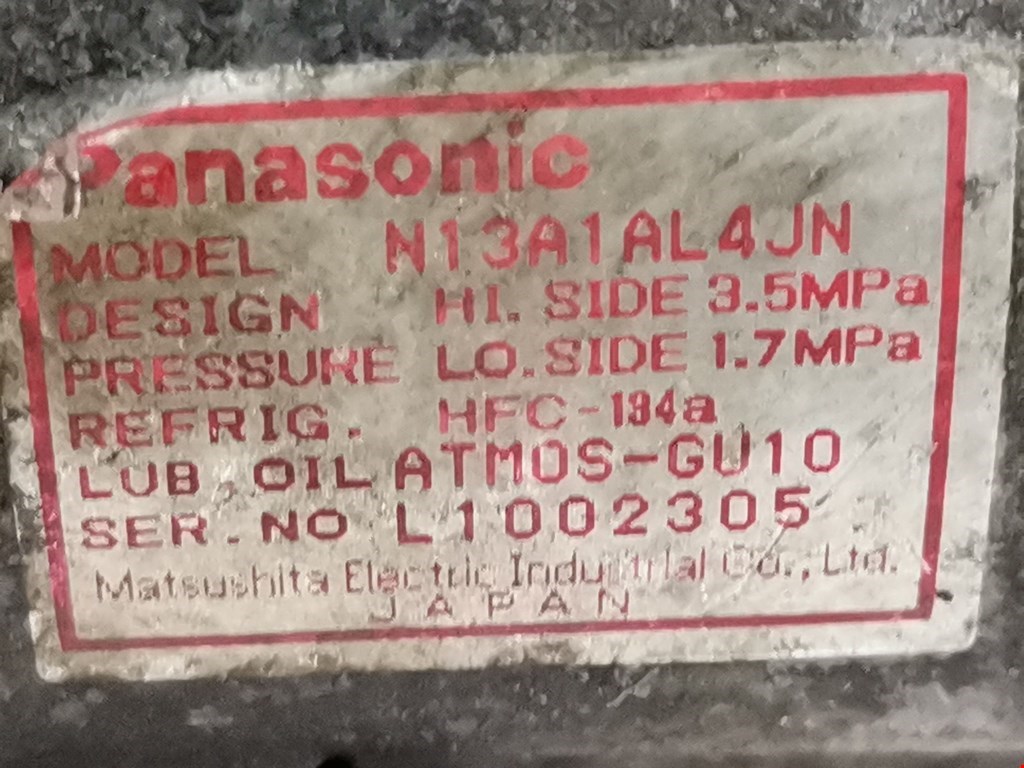 Panasonic
MODEL N13A1AL4JN
DESIGN HI. SIDE 3.5MPa
PRESSURE LO.SIDE 1.7MPa
REFRIG. HFC-134a
LUB.OIL ATMOS-GU10
SER.NO L1002305
Matsushita Electric Industrial Co., Ltd.
JAPAN